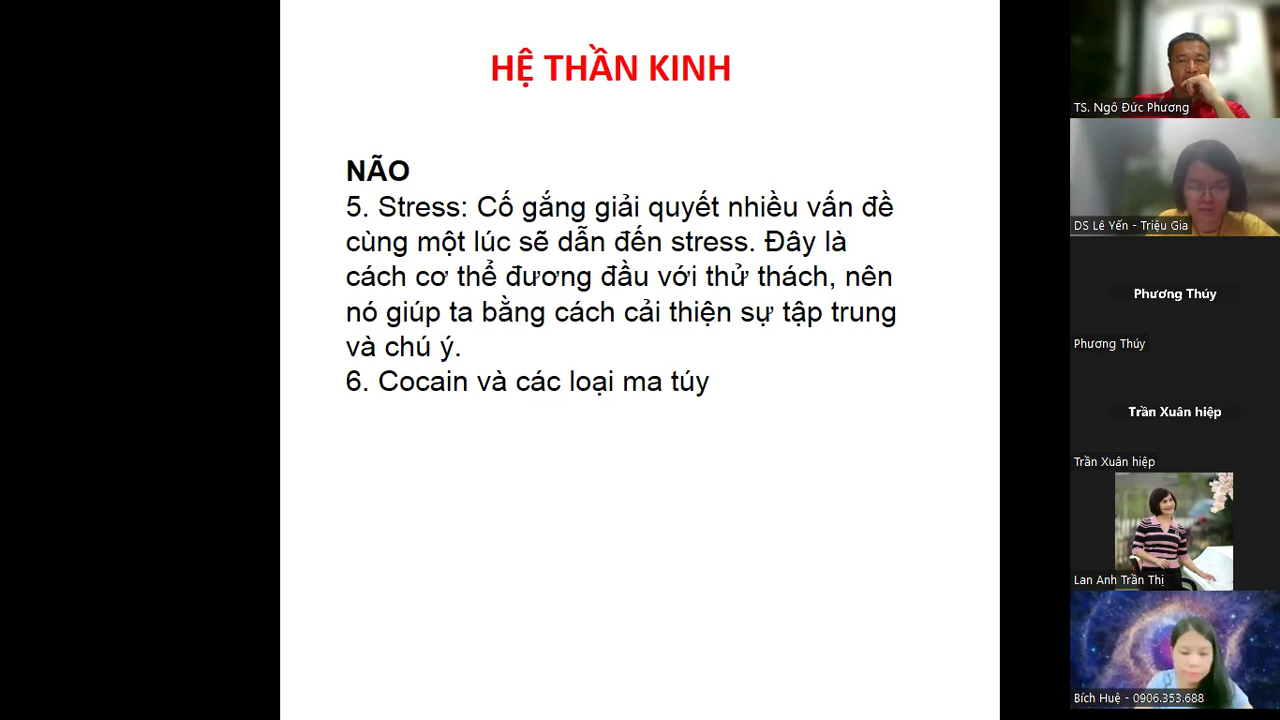 HỆ THẦN KINH
NÃO
5. Stress: Cố gắng giải quyết nhiều vấn đề
cùng một lúc sẽ dẫn đến stress. Đây là
cách cơ thể đương đầu với thử thách, nên
nó giúp ta bằng cách cải thiện sự tập trung
và chú ý.
6. Cocain và các loại ma túy
TS. Ngô Đức Phương
DS Lê Yến - Triệu Gia
Phương Thúy
Phương Thúy
Trần Xuân hiệp
Trần Xuân hiệp
Lan Anh Trần Thị
Bích Huệ - 0906.353.688